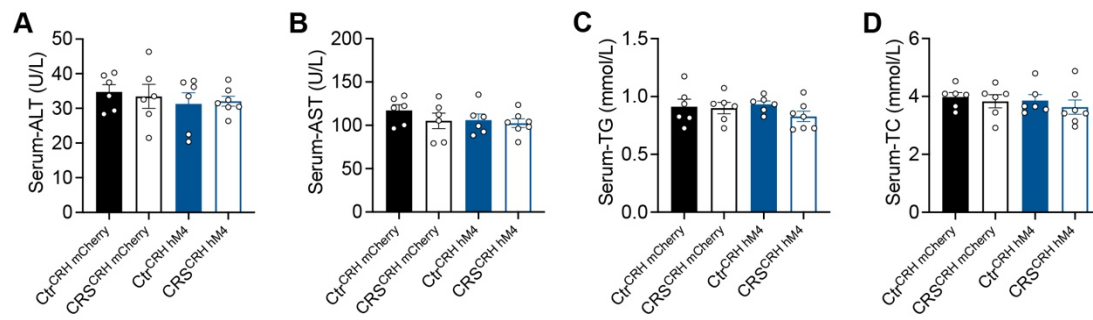 A
Serum-ALT (U/L)
50
40
30
20
10
0
Ctr^CRH mCherry
CRS^CRH mCherry
Ctr^CRH hM4
CRS^CRH hM4
B
Serum-AST (U/L)
200
150
100
50
0
Ctr^CRH mCherry
CRS^CRH mCherry
Ctr^CRH hM4
CRS^CRH hM4
C
Serum-TG (mmol/L)
1.5
1.0
0.5
0.0
Ctr^CRH mCherry
CRS^CRH mCherry
Ctr^CRH hM4
CRS^CRH hM4
D
Serum-TC (mmol/L)
6
4
2
0
Ctr^CRH mCherry
CRS^CRH mCherry
Ctr^CRH hM4
CRS^CRH hM4